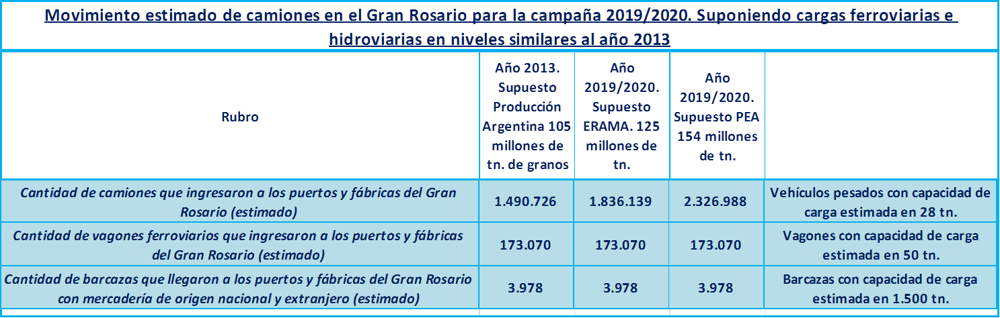 Movimiento estimado de camiones en el Gran Rosario para la campaña 2019/2020. Suponiendo cargas ferroviarias e
hidroviarias en niveles similares al año 2013
Rubro
Año 2013.
Supuesto
Producción
Argentina 105
millones de
tn. de granos
Año
2019/2020.
Supuesto
ERAMA. 125
millones de
tn.
Año
2019/2020.
Supuesto PEA
154 millones
de tn.
Cantidad de camiones que ingresaron a los puertos y fábricas del Gran
Rosario (estimado)
1.490.726
1.836.139
2.326.988
Vehículos pesados con capacidad de
carga estimada en 28 tn.
Cantidad de vagones ferroviarios que ingresaron a los puertos y fábricas
del Gran Rosario (estimado)
173.070
173.070
173.070
Vagones con capacidad de carga
estimada en 50 tn.
Cantidad de barcazas que llegaron a los puertos y fábricas del Gran Rosario
con mercadería de origen nacional y extranjero (estimado)
3.978
3.978
3.978
Barcazas con capacidad de carga
estimada en 1.500 tn.